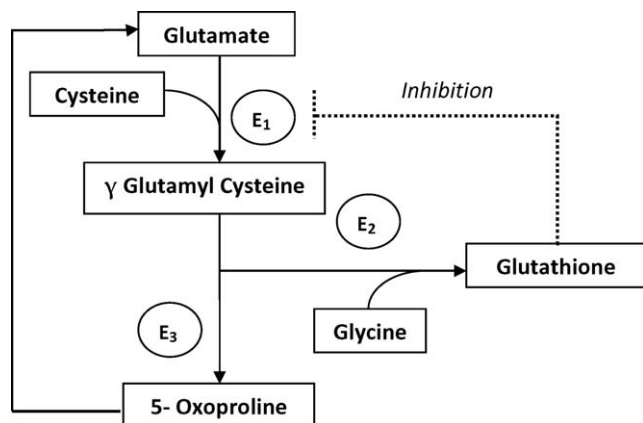 Glutamate
Cysteine
Inhibition
E₁
γ Glutamyl Cysteine
E₂
Glutathione
Glycine
E₃
5- Oxoproline